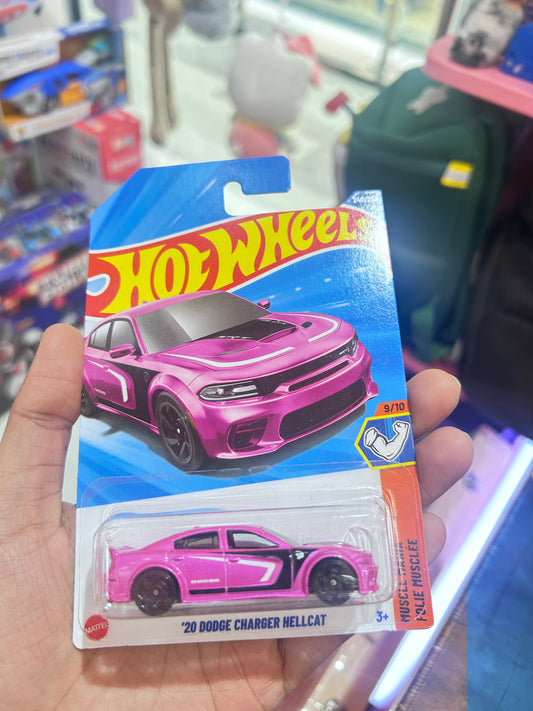 HOT WHEELS
9/10
DODGE
MUSCLE MANIA
FOLIE MUSCLÉE
MATTEL
'20 DODGE CHARGER HELLCAT
3+